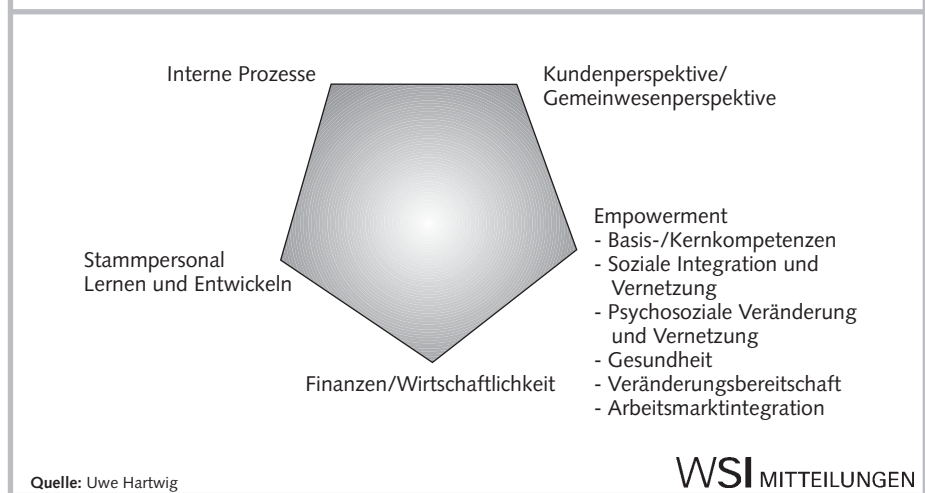 Interne Prozesse
Kundenperspektive/
Gemeinwesenperspektive
Empowerment
- Basis-/Kernkompetenzen
- Soziale Integration und
Vernetzung
- Psychosoziale Veränderung
und Vernetzung
- Gesundheit
- Veränderungsbereitschaft
- Arbeitsmarktintegration
Stammpersonal
Lernen und Entwickeln
Finanzen/Wirtschaftlichkeit
Quelle: Uwe Hartwig
WSI MITTEILUNGEN